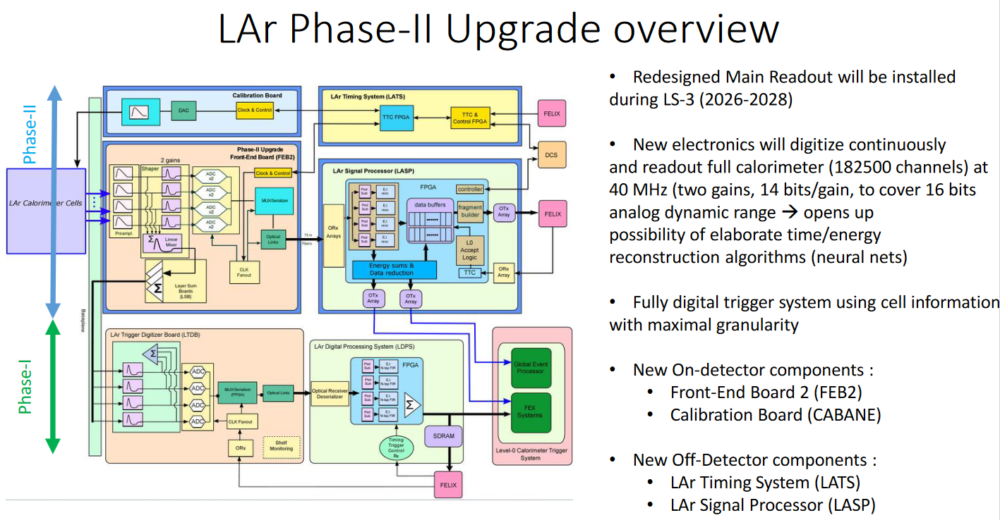 LAr Phase-II Upgrade overview
Phase-II
Phase-I
LAr Calorimeter Cells
Baseplane
Calibration Board
DAC
Clock & Control
LAr Timing System (LATS)
TTC FPGA
TTC &
Control FPGA
FELIX
DCS
Phase-II Upgrade
Front-End Board (FEB2)
2 gains
Shaper
Preampl.
ADC
x2
ADC
x2
ADC
x2
ADC
x2
Clock & Control
MUX/Serializer
Optical
Links
CLK
Fanout
Σ
Linear
Mixer
Σ
Layer Sum
Boards
(LSB)
75 m
fibers
LAr Signal Processor (LASP)
FPGA
ORx
Arrays
Ped
Sub
E,t
reco
Ped
Sub
E,t
reco
Ped
Sub
E,t
reco
Ped
Sub
E,t
reco
data buffers
controller
fragment
builder
OTx
Array
FELIX
L0
Accept
Logic
TTC
ORx
Array
Energy sums &
Data reduction
OTx
Array
OTx
Array
LAr Trigger Digitizer Board (LTDB)
Σ
ADC
ADC
ADC
ADC
MUX/Serializer
(FPGA)
Optical Links
CLK Fanout
ORx
Shelf
Monitoring
LAr Digital Processing System (LDPS)
Optical Receiver
Deserializer
FPGA
Ped
Sub
E,t
N-tap FIR
Ped
Sub
E,t
N-tap FIR
Ped
Sub
E,t
N-tap FIR
Ped
Sub
E,t
N-tap FIR
Σ
SDRAM
Timing
Trigger
Control
Rx
FELIX
Global Event
Processor
FEX
Systems
Level-0 Calorimeter Trigger
System
• Redesigned Main Readout will be installed
during LS-3 (2026-2028)
• New electronics will digitize continuously
and readout full calorimeter (182500 channels) at
40 MHz (two gains, 14 bits/gain, to cover 16 bits
analog dynamic range → opens up
possibility of elaborate time/energy
reconstruction algorithms (neural nets)
• Fully digital trigger system using cell information
with maximal granularity
• New On-detector components :
• Front-End Board 2 (FEB2)
• Calibration Board (CABANE)
• New Off-Detector components :
• LAr Timing System (LATS)
• LAr Signal Processor (LASP)